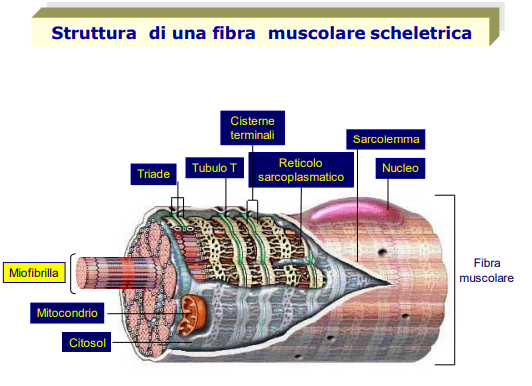 Struttura di una fibra muscolare scheletrica
Cisterne
terminali
Sarcolemma
Triade
Tubulo T
Reticolo
sarcoplasmatico
Nucleo
Miofibrilla
Fibra
muscolare
Mitocondrio
Citosol